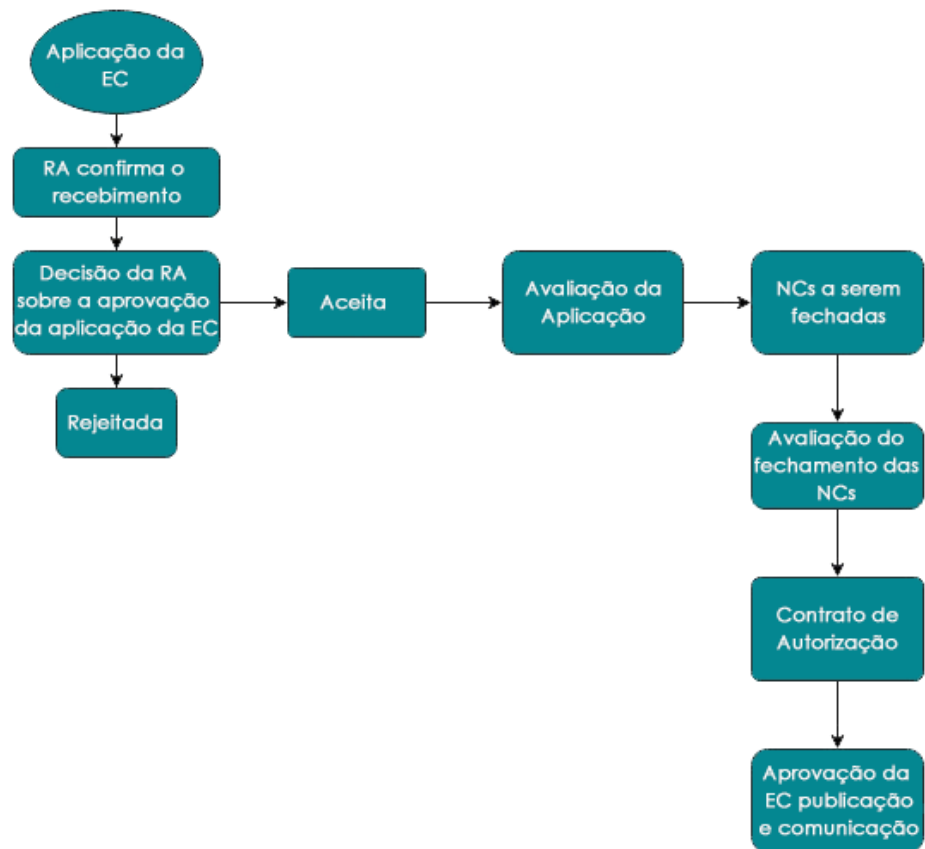 Aplicação da
EC
RA confirma o
recebimento
Decisão da RA
sobre a aprovação
da aplicação da EC
Aceita
Avaliação da
Aplicação
NCs a serem
fechadas
Rejeitada
Avaliação do
fechamento das
NCs
Contrato de
Autorização
Aprovação da
EC publicação
e comunicação